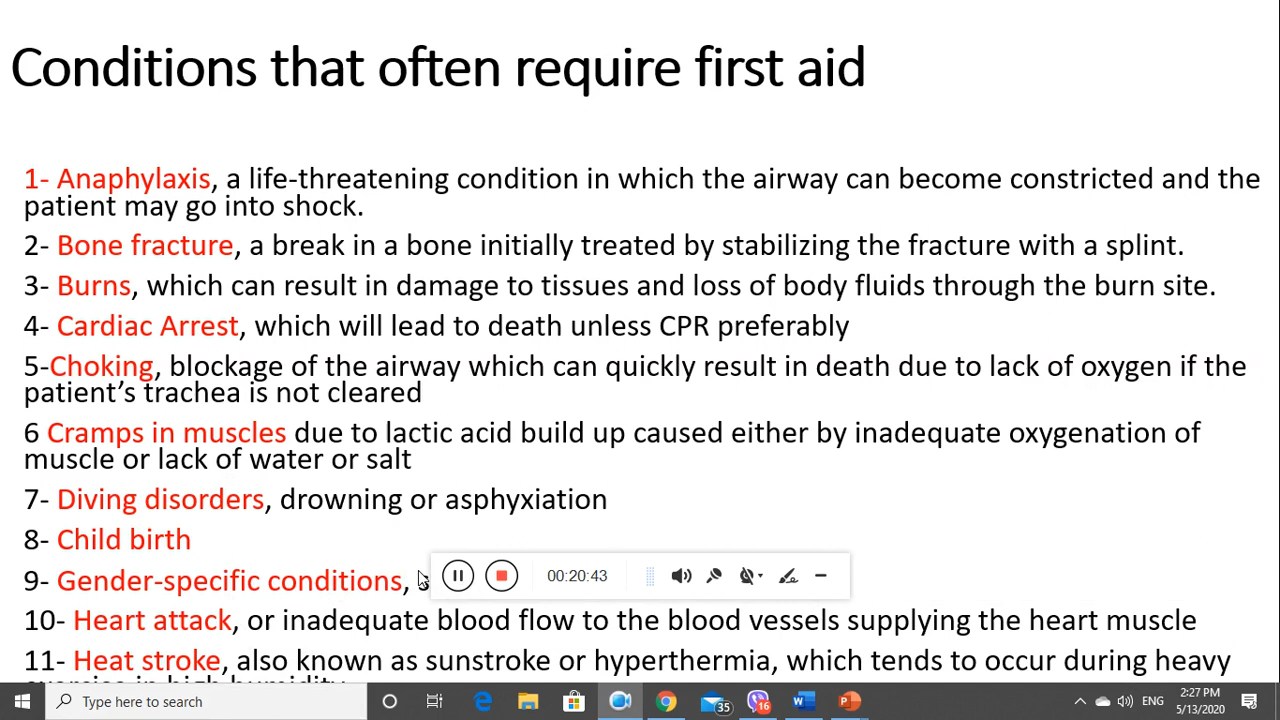 Conditions that often require first aid
1- Anaphylaxis, a life-threatening condition in which the airway can become constricted and the
patient may go into shock.
2- Bone fracture, a break in a bone initially treated by stabilizing the fracture with a splint.
3- Burns, which can result in damage to tissues and loss of body fluids through the burn site.
4- Cardiac Arrest, which will lead to death unless CPR preferably
5-Choking, blockage of the airway which can quickly result in death due to lack of oxygen if the
patient’s trachea is not cleared
6 Cramps in muscles due to lactic acid build up caused either by inadequate oxygenation of
muscle or lack of water or salt
7- Diving disorders, drowning or asphyxiation
8- Child birth
9- Gender-specific conditions,
00:20:43
10- Heart attack, or inadequate blood flow to the blood vessels supplying the heart muscle
11- Heat stroke, also known as sunstroke or hyperthermia, which tends to occur during heavy
Type here to search
35
16
ENG
2:27 PM
5/13/2020